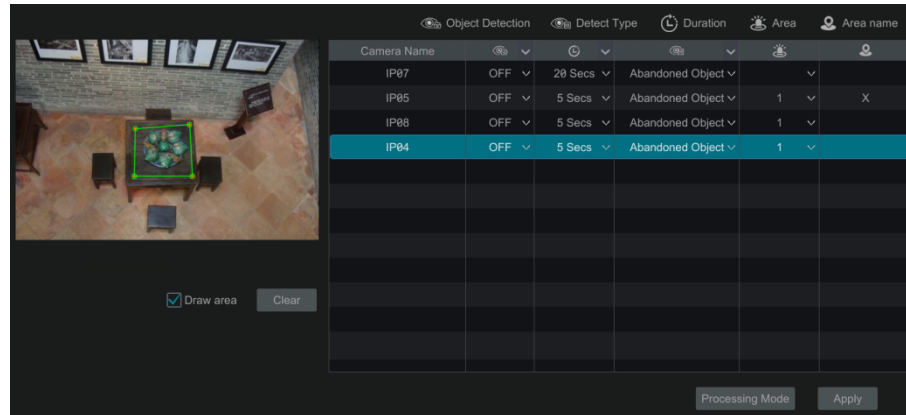 Object Detection Detect Type Duration Area Area name
Camera Name
IP07 OFF 20 Secs Abandoned Object
IP05 OFF 5 Secs Abandoned Object 1 X
IP08 OFF 5 Secs Abandoned Object 1
IP04 OFF 5 Secs Abandoned Object 1
Draw area Clear
Processing Mode Apply